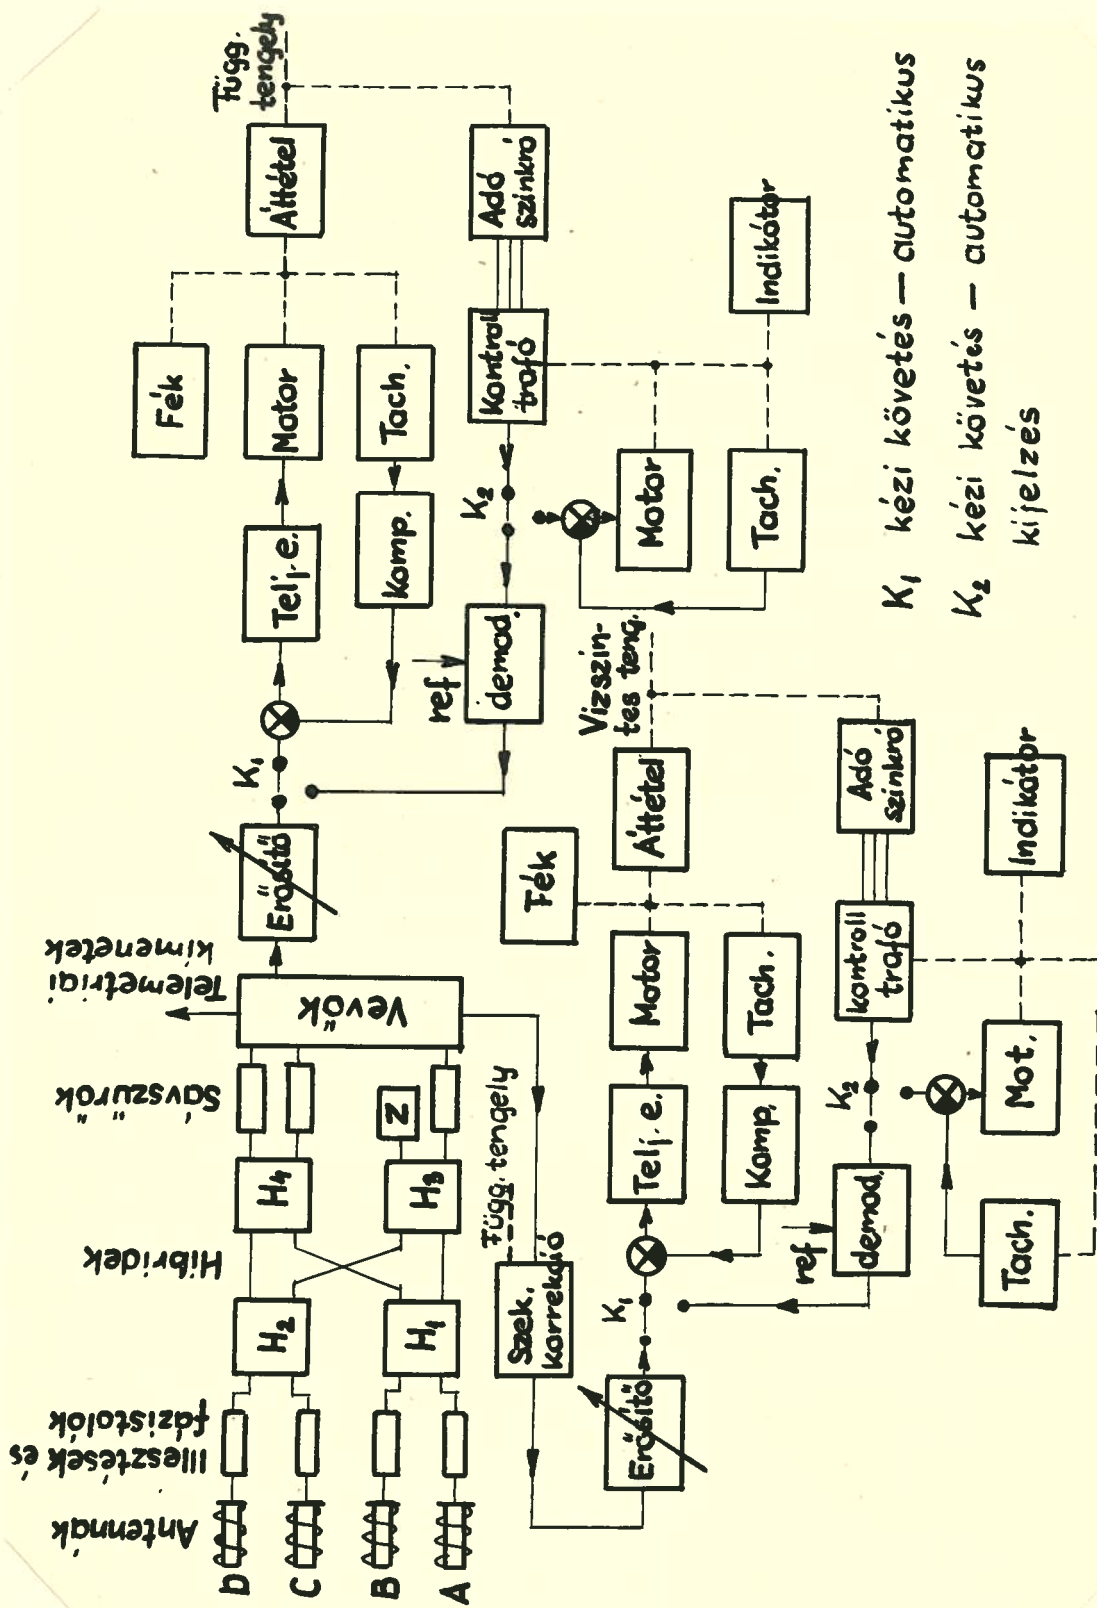 Antennák
Illesztések és
fázistolók
Hibridek
Sávszűrők
Telemetriai
kimenetek
D
C
B
A
H2
H1
H4
H3
Z
Vevők
Erősítő
K1
Telj. e.
Motor
Fék
Tach.
Komp.
Áttétel
Függ.
tengely
Adó
szinkró
Kontroll
trafó
K2
ref
demod.
Motor
Tach.
Indikátor
Függ. tengely
Szek.
korrekció
Erősítő
K1
Telj. e.
Motor
Fék
Tach.
Komp.
Áttétel
Vizszin-
tes teng.
Adó
szinkró
kontroll
trafó
K2
ref
demod.
Tach.
Mot.
Indikátor
K1 kézi követés — automatikus
K2 kézi követés — automatikus
kijelzés